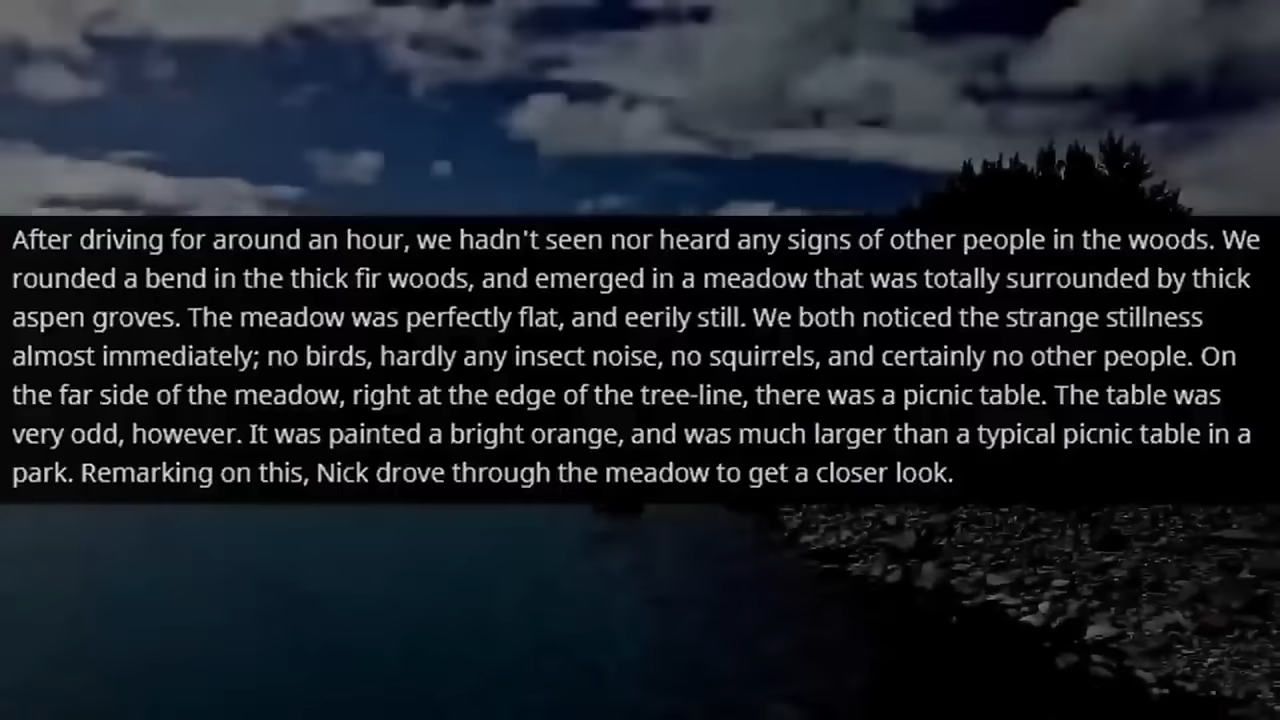 After driving for around an hour, we hadn't seen nor heard any signs of other people in the woods. We
rounded a bend in the thick fir woods, and emerged in a meadow that was totally surrounded by thick
aspen groves. The meadow was perfectly flat, and eerily still. We both noticed the strange stillness
almost immediately; no birds, hardly any insect noise, no squirrels, and certainly no other people. On
the far side of the meadow, right at the edge of the tree-line, there was a picnic table. The table was
very odd, however. It was painted a bright orange, and was much larger than a typical picnic table in a
park. Remarking on this, Nick drove through the meadow to get a closer look.